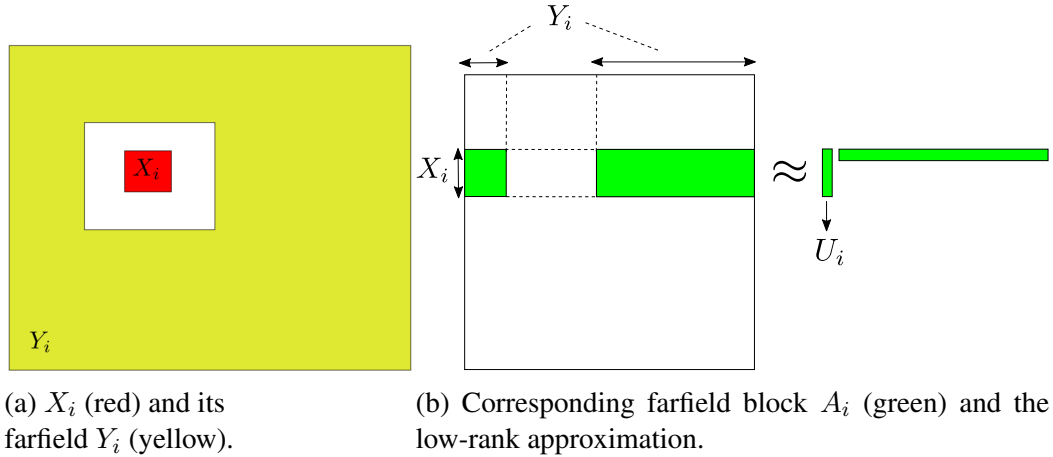 X_i
Y_i
Y_i
X_i
≈
U_i
(a) X_i (red) and its
farfield Y_i (yellow).
(b) Corresponding farfield block A_i (green) and the
low-rank approximation.